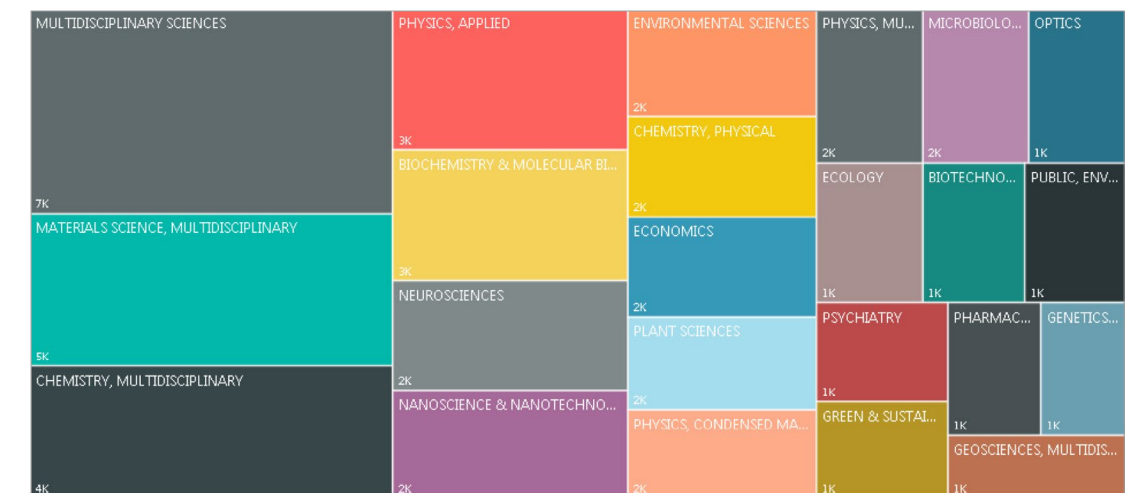 MULTIDISCIPLINARY SCIENCES
7K
MATERIALS SCIENCE, MULTIDISCIPLINARY
5K
CHEMISTRY, MULTIDISCIPLINARY
4K
PHYSICS, APPLIED
3K
BIOCHEMISTRY & MOLECULAR BI...
3K
NEUROSCIENCES
2K
NANOSCIENCE & NANOTECHNO...
2K
ENVIRONMENTAL SCIENCES
2K
CHEMISTRY, PHYSICAL
2K
ECONOMICS
2K
PLANT SCIENCES
2K
PHYSICS, CONDENSED MA...
2K
PHYSICS, MU...
2K
MICROBIOLO...
2K
OPTICS
1K
ECOLOGY
1K
BIOTECHNO...
1K
PUBLIC, ENV...
1K
PSYCHIATRY
1K
GREEN & SUSTAI...
1K
PHARMAC...
1K
GENETICS...
1K
GEOSCIENCES, MULTIDIS...
1K